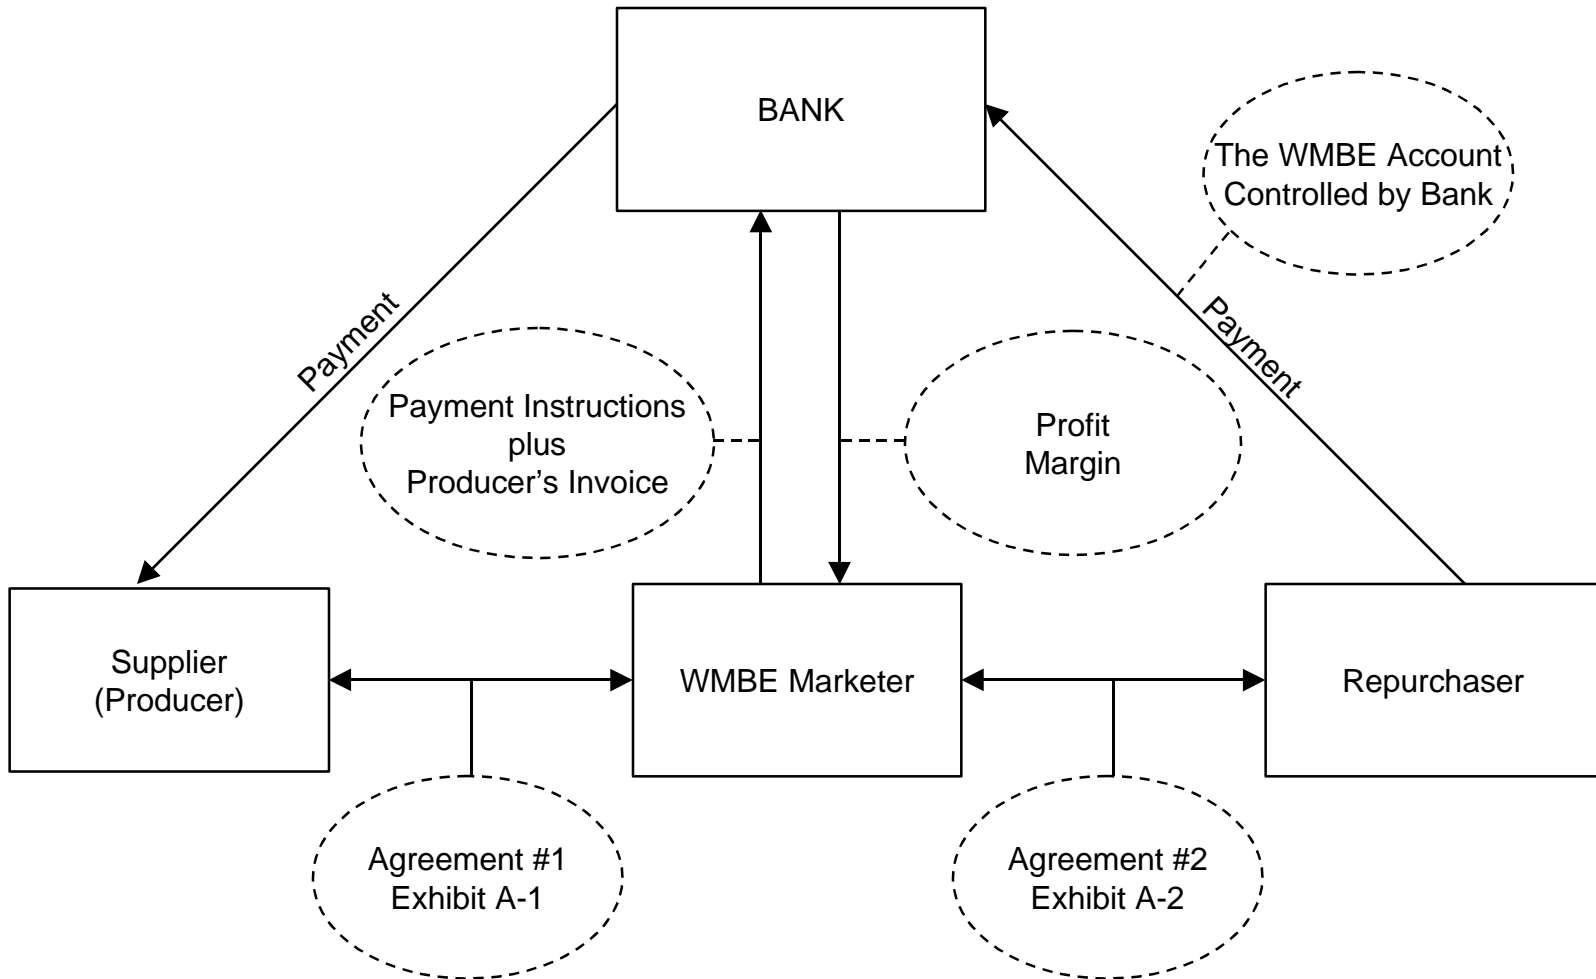 BANK
The WMBE Account
Controlled by Bank
Payment
Payment
Payment Instructions
plus
Producer’s Invoice
Profit
Margin
Supplier
(Producer)
WMBE Marketer
Repurchaser
Agreement #1
Exhibit A-1
Agreement #2
Exhibit A-2